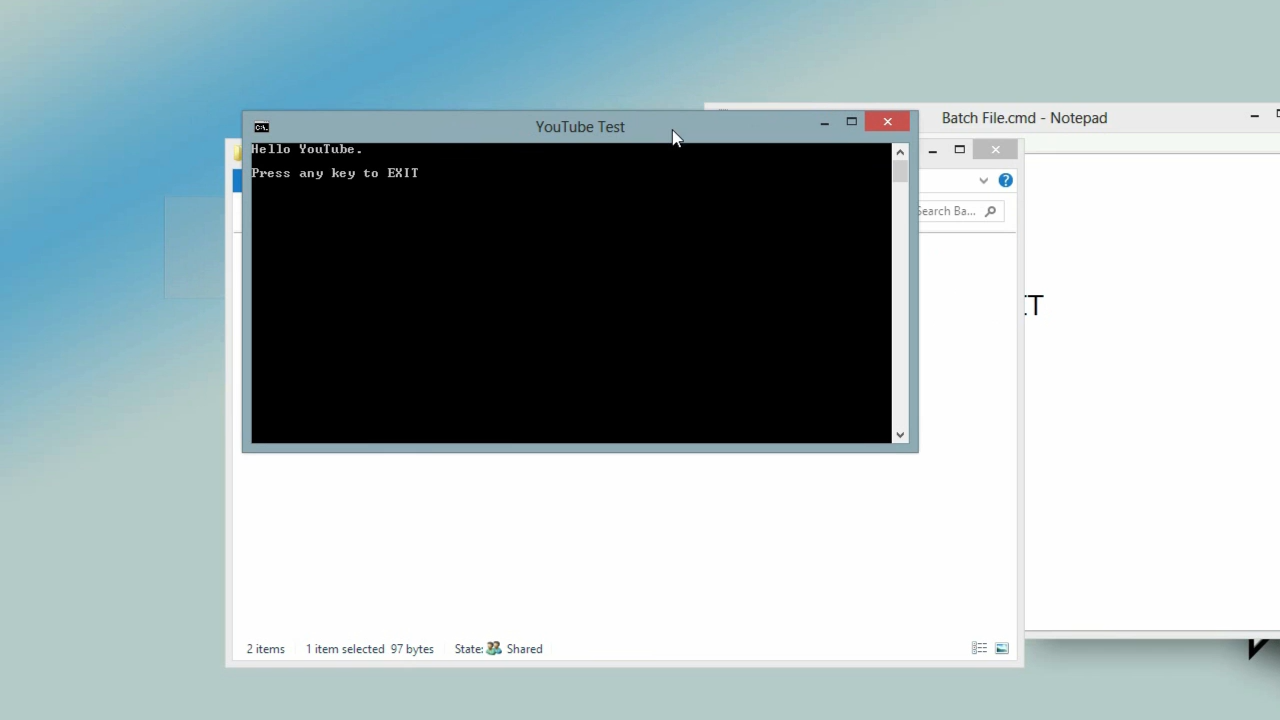 YouTube Test
Hello YouTube.
Press any key to EXIT
Batch File.cmd - Notepad
Search Ba...
IT
2 items 1 item selected 97 bytes State: Shared